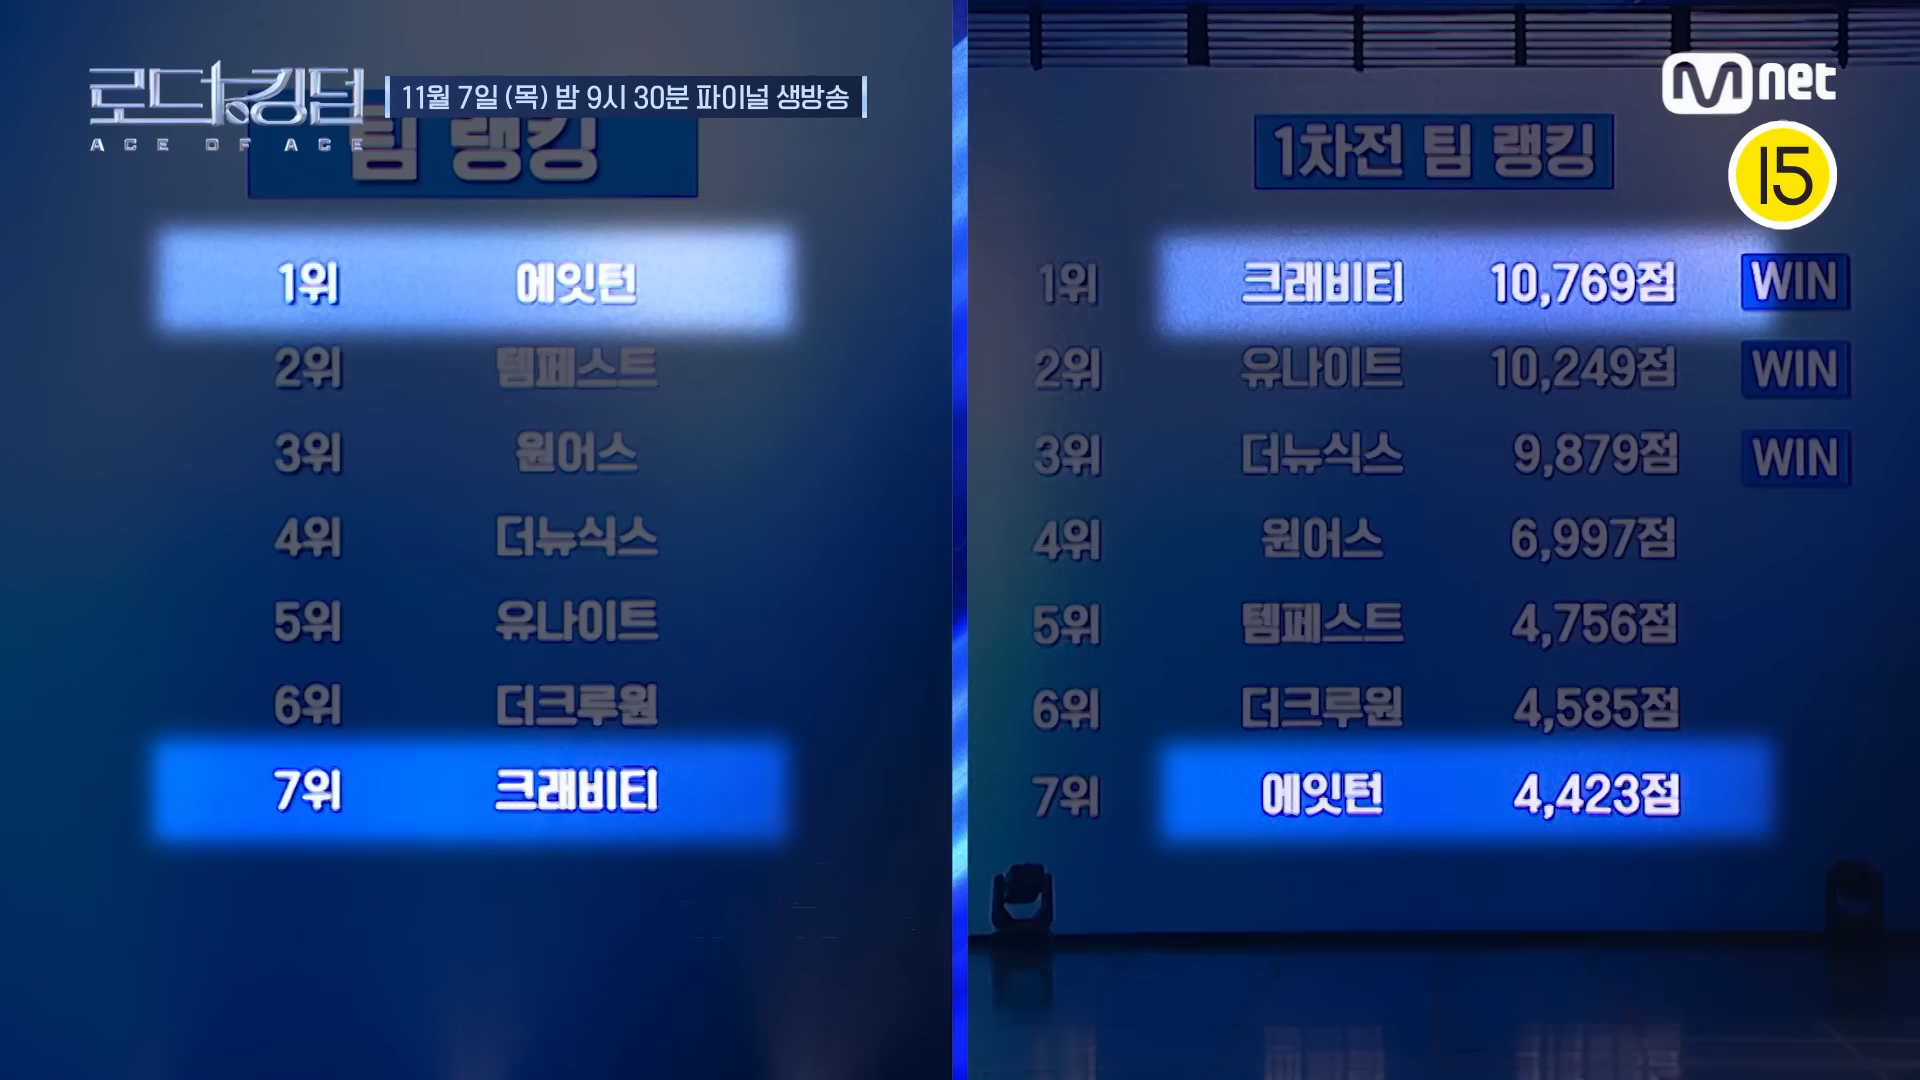 로드 to 킹덤
ACE OF ACE
11월 7일 (목) 밤 9시 30분 파이널 생방송
Mnet
15
팀 랭킹
1위 에잇턴
2위 템페스트
3위 원어스
4위 더뉴식스
5위 유나이트
6위 더크루원
7위 크래비티
1차전 팀 랭킹
1위 크래비티 10,769점 WIN
2위 유나이트 10,249점 WIN
3위 더뉴식스 9,879점 WIN
4위 원어스 6,997점
5위 템페스트 4,756점
6위 더크루원 4,585점
7위 에잇턴 4,423점